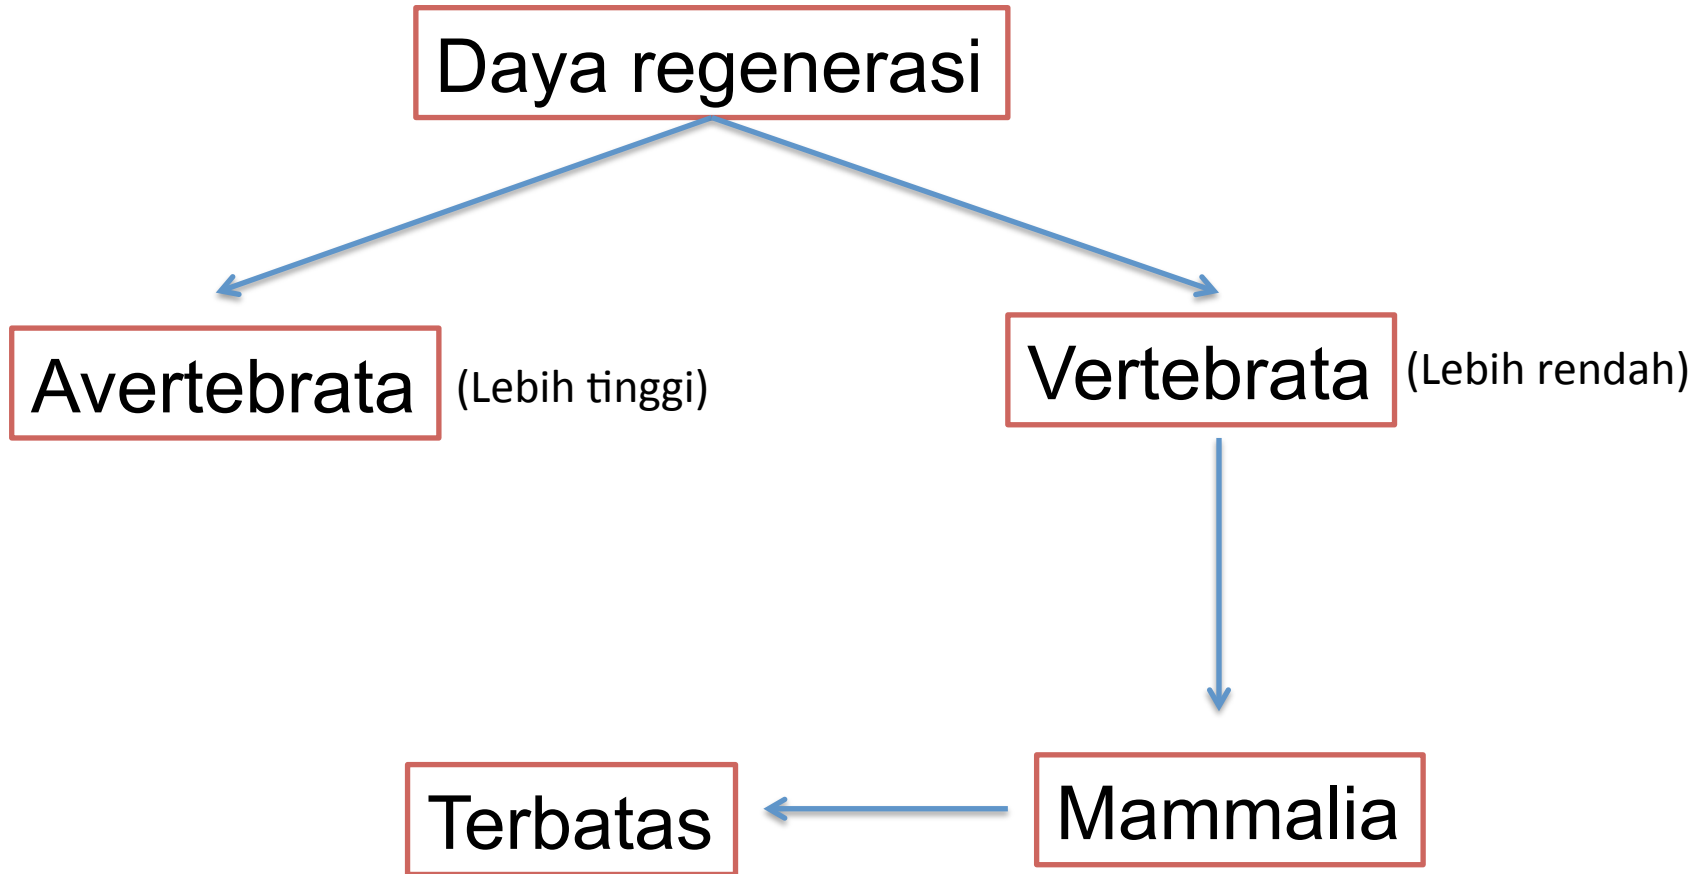 Daya regenerasi
Avertebrata
(Lebih tinggi)
Vertebrata
(Lebih rendah)
Terbatas
Mammalia